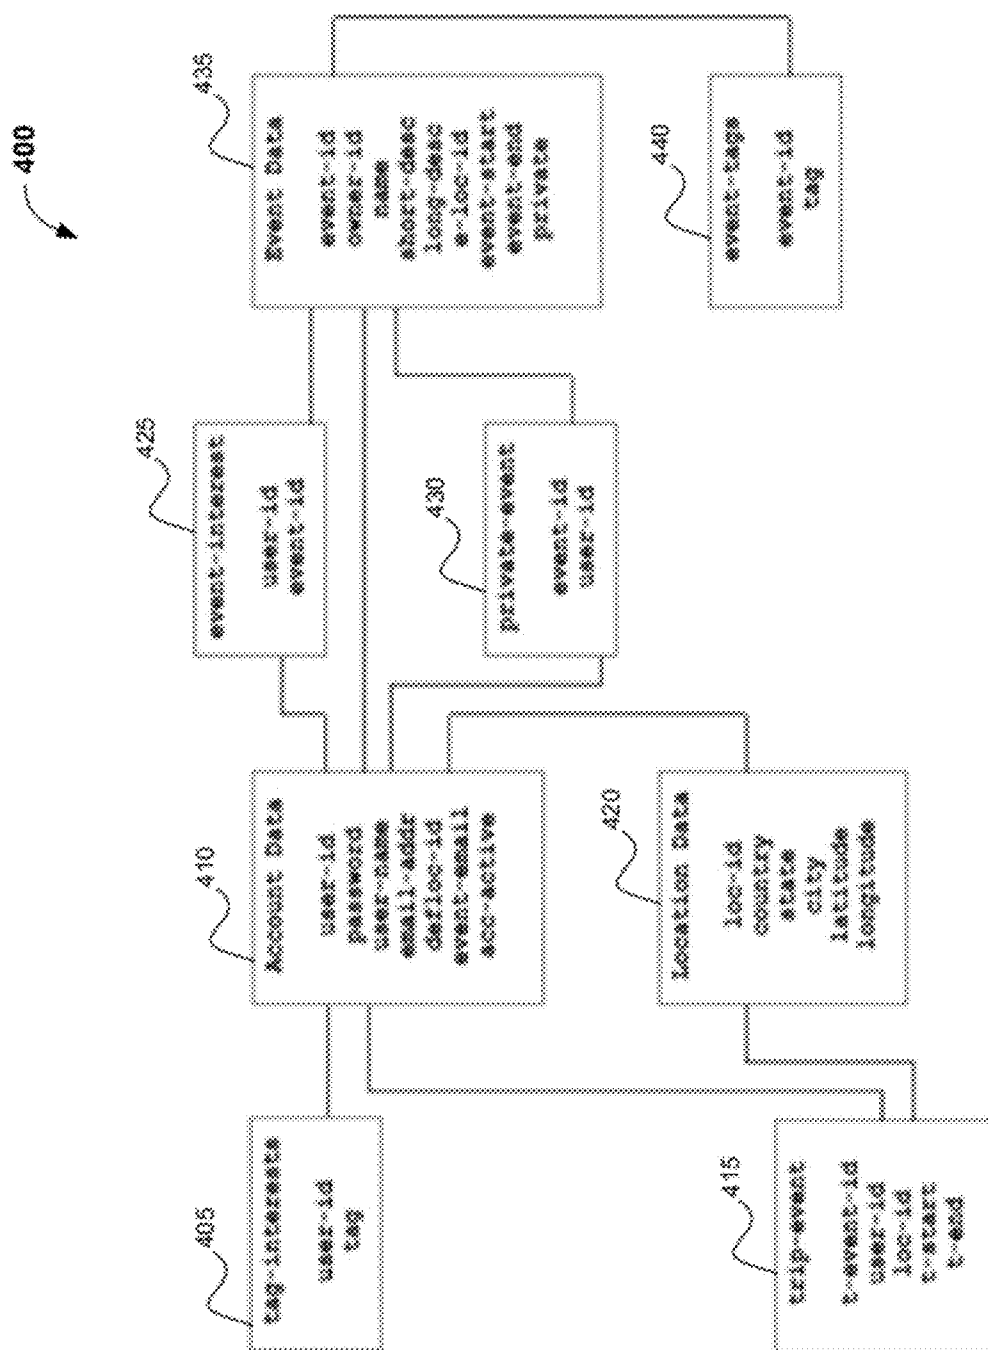 400
405
tag-interests
user-id
tag
410
Account Data
user-id
password
user-name
email-addr
defloc-id
event-email
acc-active
415
trip-event
t-event-id
user-id
loc-id
t-start
t-end
420
Location Data
loc-id
country
state
city
latitude
longitude
425
event-interest
user-id
event-id
430
private-event
event-id
user-id
435
Event Data
event-id
owner-id
name
short-desc
long-desc
e-loc-id
event-start
event-end
private
440
event-tags
event-id
tag